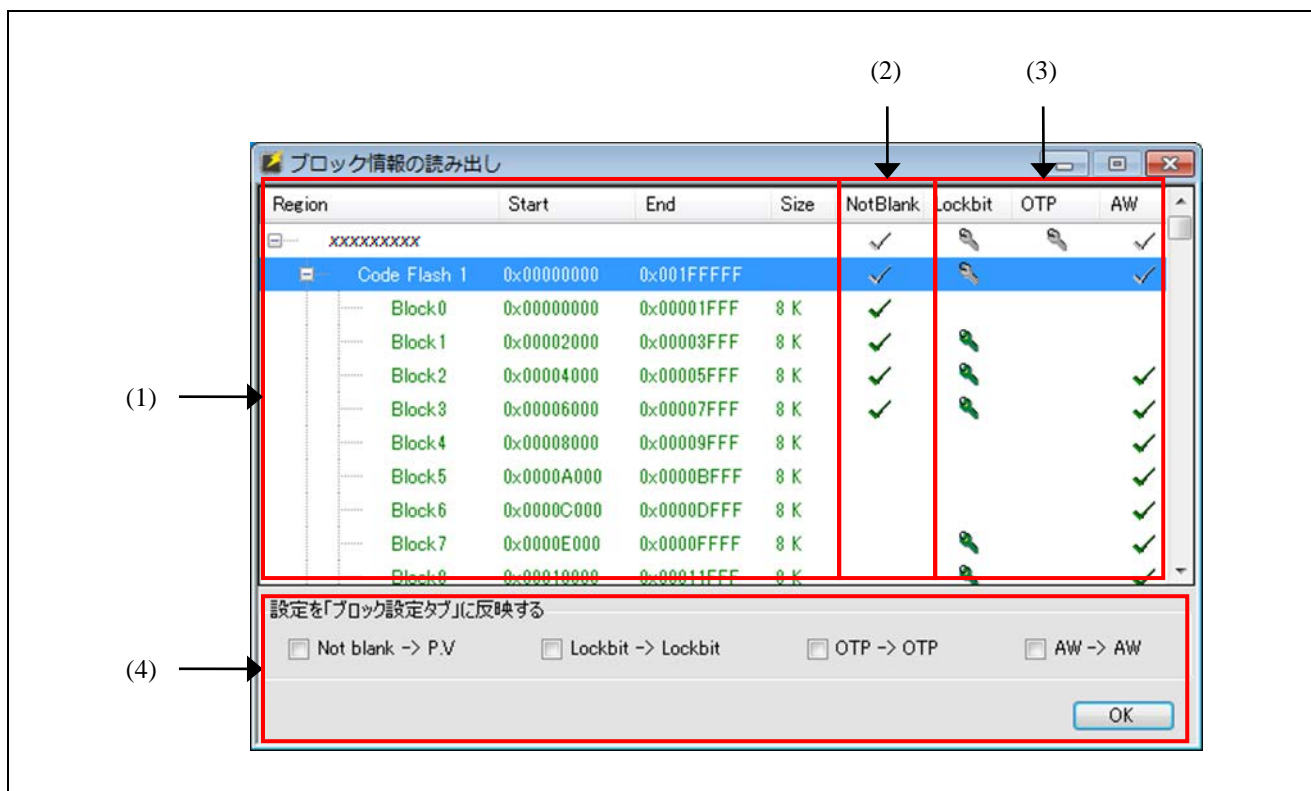 (2) (3)
ブロック情報の読み出し
Region Start End Size NotBlank Lockbit OTP AW
xxxxxxxxx
Code Flash 1 0x00000000 0x001FFFFF
Block0 0x00000000 0x00001FFF 8 K
Block1 0x00002000 0x00003FFF 8 K
Block2 0x00004000 0x00005FFF 8 K
(1)
Block3 0x00006000 0x00007FFF 8 K
Block4 0x00008000 0x00009FFF 8 K
Block5 0x0000A000 0x0000BFFF 8 K
Block6 0x0000C000 0x0000DFFF 8 K
Block7 0x0000E000 0x0000FFFF 8 K
Block8 0x00010000 0x00011FFF 8 K
設定を「ブロック設定タブ」に反映する
Not blank -> P.V Lockbit -> Lockbit OTP -> OTP AW -> AW
(4)
OK